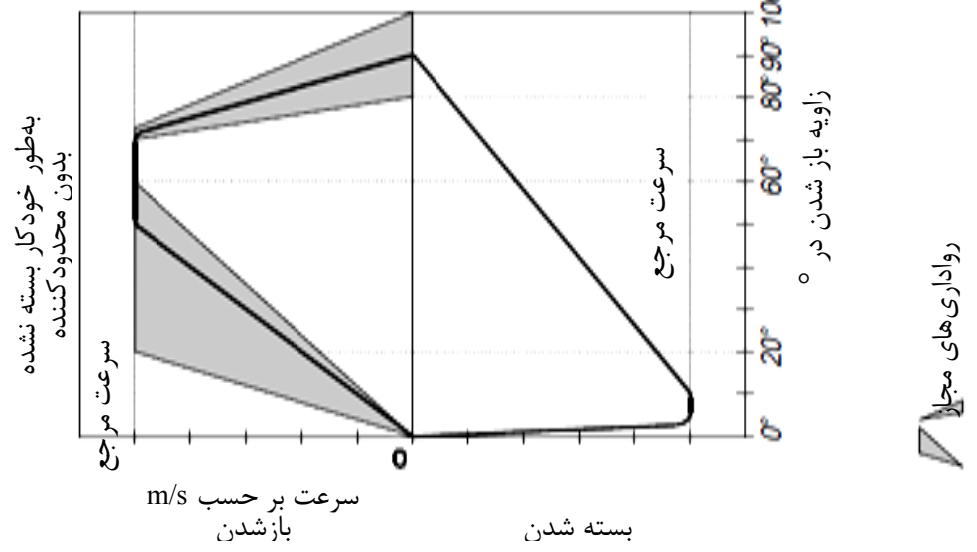 به‌طور خودکار بسته نشده
بدون محدودکننده
سرعت مرجع
سرعت مرجع
100
90°
80°
60°
20°
0°
زاویه باز شدن در °
رواداری‌های مجاز
0
سرعت بر حسب m/s
بازشدن
بسته شدن